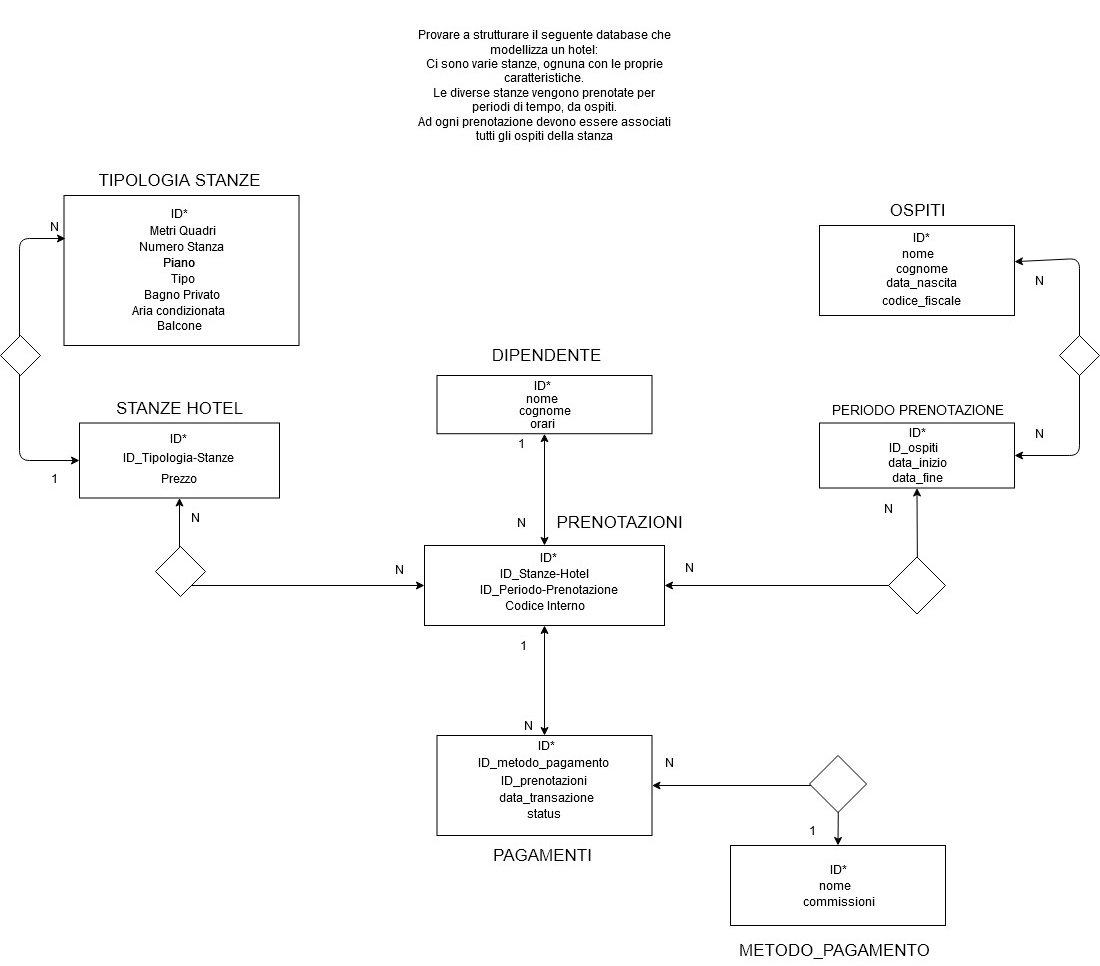 Provare a strutturare il seguente database che
modellizza un hotel:
Ci sono varie stanze, ognuna con le proprie
caratteristiche.
Le diverse stanze vengono prenotate per
periodi di tempo, da ospiti.
Ad ogni prenotazione devono essere associati
tutti gli ospiti della stanza
TIPOLOGIA STANZE
N
ID*
Metri Quadri
Numero Stanza
Piano
Tipo
Bagno Privato
Aria condizionata
Balcone
OSPITI
ID*
nome
cognome
data_nascita
codice_fiscale
N
DIPENDENTE
ID*
nome
cognome
orari
1
STANZE HOTEL
ID*
ID_Tipologia-Stanze
Prezzo
1
N
PERIODO PRENOTAZIONE
ID*
ID_ospiti
data_inizio
data_fine
N
N
N
PRENOTAZIONI
N
ID*
ID_Stanze-Hotel
ID_Periodo-Prenotazione
Codice Interno
N
1
N
ID*
ID_metodo_pagamento
ID_prenotazioni
data_transazione
status
PAGAMENTI
N
1
ID*
nome
commissioni
METODO_PAGAMENTO